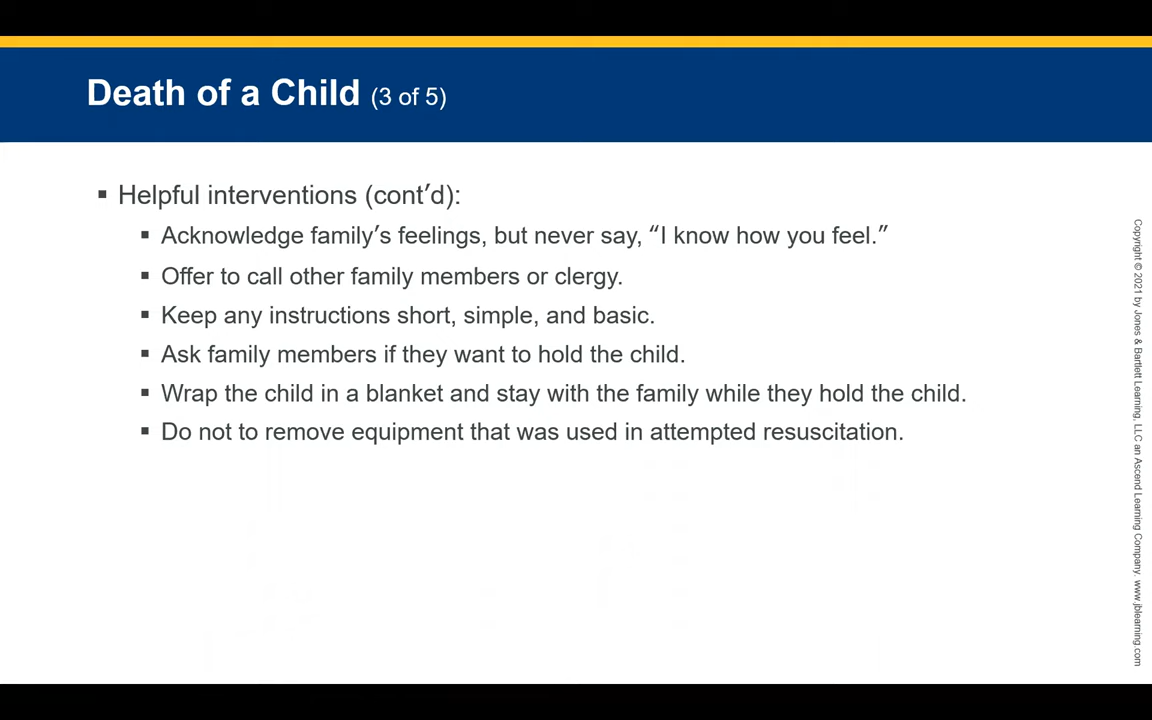 Death of a Child (3 of 5)
▪ Helpful interventions (cont’d):
▪ Acknowledge family’s feelings, but never say, “I know how you feel.”
▪ Offer to call other family members or clergy.
▪ Keep any instructions short, simple, and basic.
▪ Ask family members if they want to hold the child.
▪ Wrap the child in a blanket and stay with the family while they hold the child.
▪ Do not to remove equipment that was used in attempted resuscitation.
Copyright © 2021 by Jones & Bartlett Learning, LLC an Ascend Learning Company. www.jblearning.com